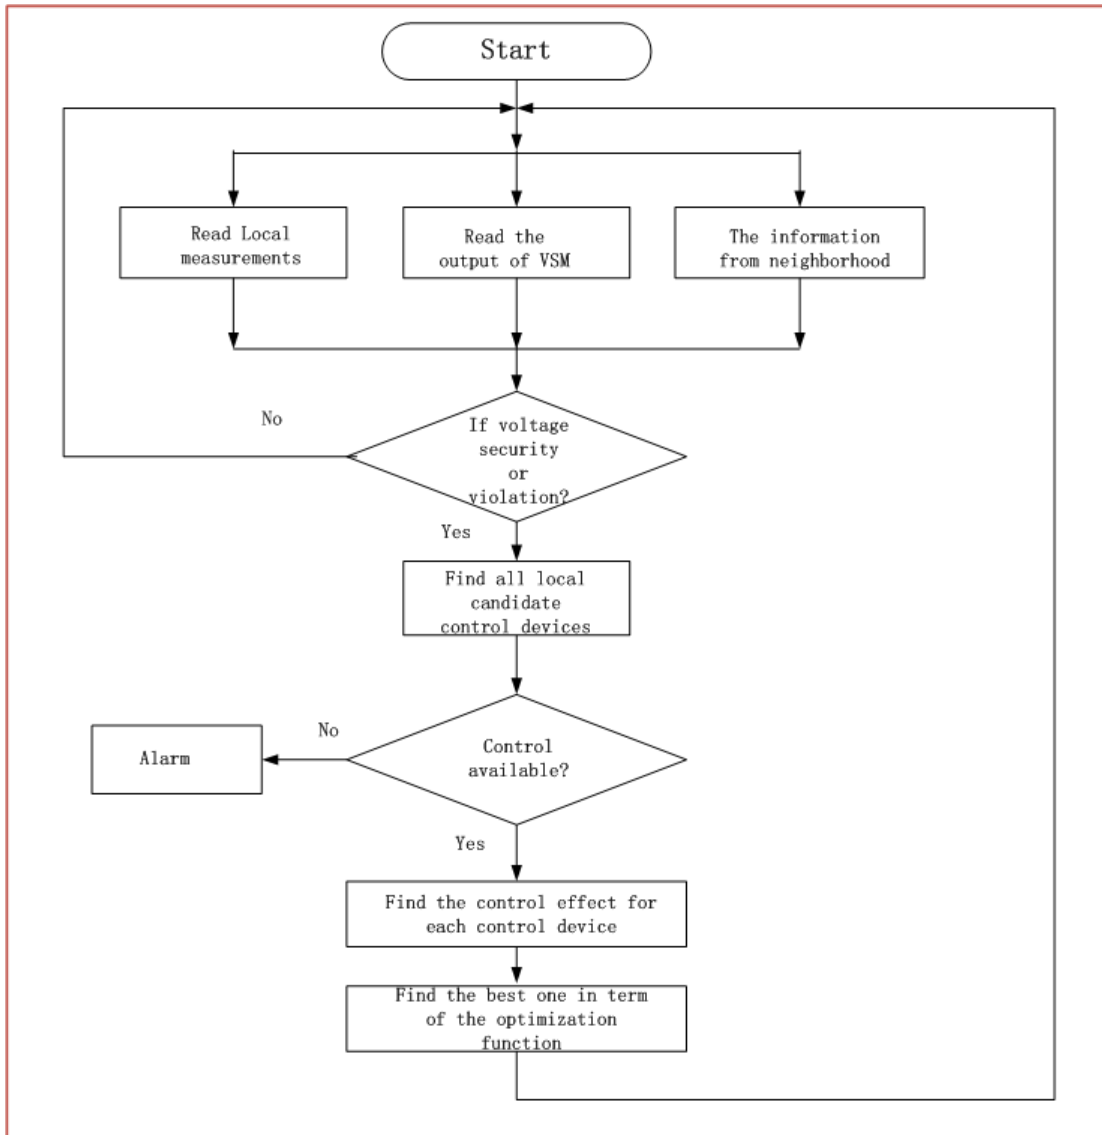 Start
Read Local
measurements
Read the
output of VSM
The information
from neighborhood
No
If voltage
security
or
violation?
Yes
Find all local
candidate
control devices
No
Alarm
Control
available?
Yes
Find the control effect for
each control device
Find the best one in term
of the optimization
function